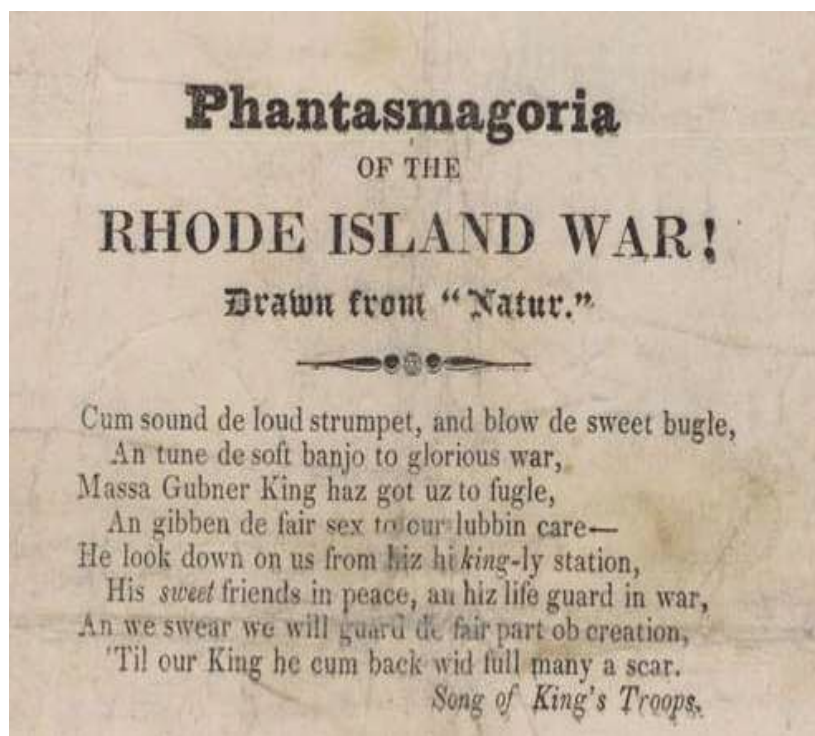 Phantasmagoria
OF THE
RHODE ISLAND WAR!
Drawn from “Natur.”
Cum sound de loud strumpet, and blow de sweet bugle,
An tune de soft banjo to glorious war,
Massa Gubner King haz got uz to fugle,
An gibben de fair sex to our lubbin care—
He look down on us from hiz hi king-ly station,
His sweet friends in peace, an hiz life guard in war,
An we swear we will guard de fair part ob creation,
'Til our King he cum back wid full many a scar.
Song of King's Troops.